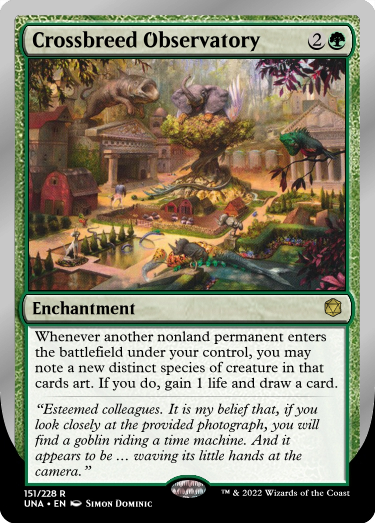 Crossbreed Observatory 2
Enchantment
Whenever another nonland permanent enters
the battlefield under your control, you may
note a new distinct species of creature in that
cards art. If you do, gain 1 life and draw a card.
“Esteemed colleagues. It is my belief that, if you
look closely at the provided photograph, you will
find a goblin riding a time machine. And it
appears to be … waving its little hands at the
camera.”
151/228 R
UNA • EN Simon Dominic
™ & 2022 Wizards of the Coast